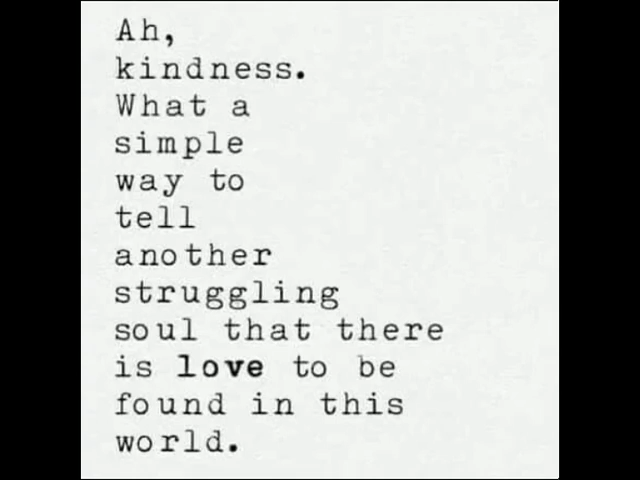 Ah,
kindness.
What a
simple
way to
tell
another
struggling
soul that there
is love to be
found in this
world.